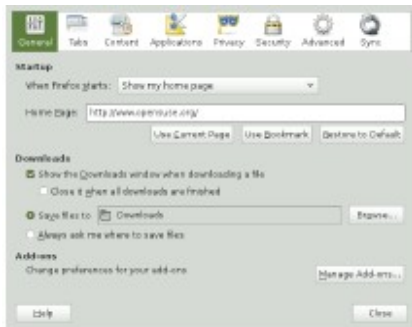 General Tabs Content Applications Privacy Security Advanced Sync
Startup
When Firefox starts: Show my home page
Home Page: http://www.opensuse.org/
Use Current Page Use Bookmark Restore to Default
Downloads
Show the Downloads window when downloading a file
Close it when all downloads are finished
Save files to Downloads Browse...
Always ask me where to save files
Add-ons
Change preferences for your add-ons
Manage Add-ons...
Help Close